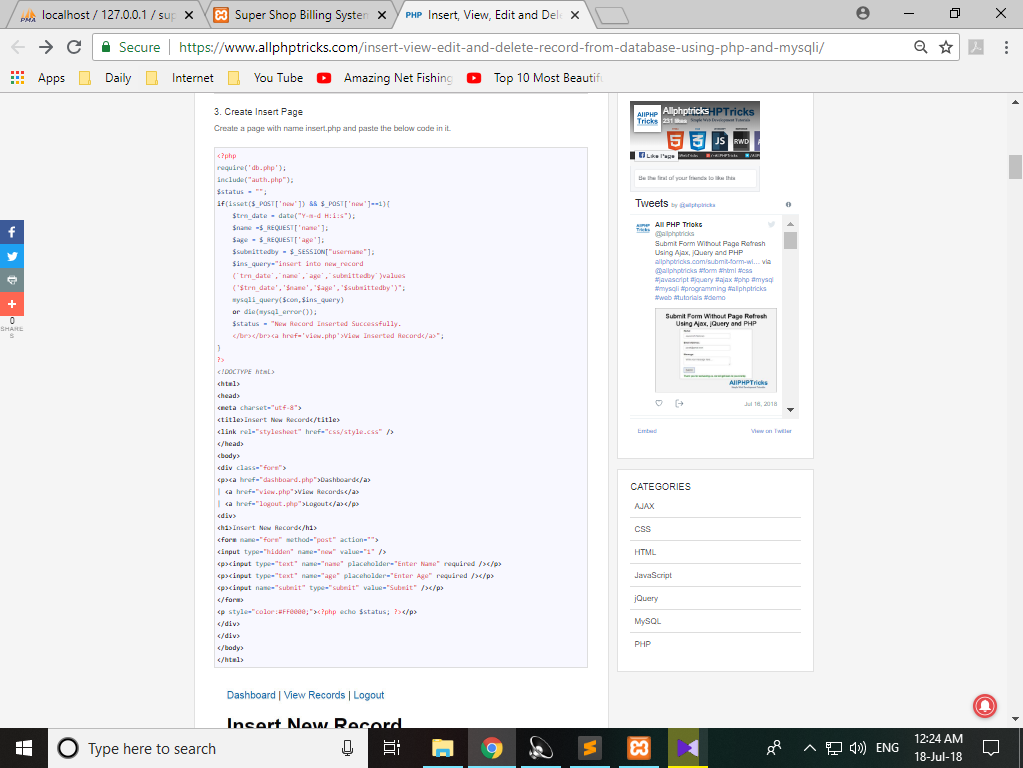 localhost / 127.0.0.1 / sup
Super Shop Billing System
PHP Insert, View, Edit and Dele
Secure
https://www.allphptricks.com/insert-view-edit-and-delete-record-from-database-using-php-and-mysqli/
Apps Daily Internet You Tube Amazing Net Fishing Top 10 Most Beautifu
3. Create Insert Page
Create a page with name insert.php and paste the below code in it.
<?php
require('db.php');
include("auth.php");
$status = "";
if(isset($_POST['new']) && $_POST['new']==1){
$trn_date = date("Y-m-d H:i:s");
$name =$_REQUEST['name'];
$age = $_REQUEST['age'];
$submittedby = $_SESSION["username"];
$ins_query="insert into new_record
(`trn_date`,`name`,`age`,`submittedby`)values
('$trn_date','$name','$age','$submittedby')";
mysqli_query($con,$ins_query)
or die(mysql_error());
$status = "New Record Inserted Successfully.
</br></br><a href='view.php'>View Inserted Record</a>";
}
?>
<!DOCTYPE html>
<html>
<head>
<meta charset="utf-8">
<title>Insert New Record</title>
<link rel="stylesheet" href="css/style.css" />
</head>
<body>
<div class="form">
<p><a href="dashboard.php">Dashboard</a>
| <a href="view.php">View Records</a>
| <a href="logout.php">Logout</a></p>
<div>
<h1>Insert New Record</h1>
<form name="form" method="post" action="">
<input type="hidden" name="new" value="1" />
<p><input type="text" name="name" placeholder="Enter Name" required /></p>
<p><input type="text" name="age" placeholder="Enter Age" required /></p>
<p><input name="submit" type="submit" value="Submit" /></p>
</form>
<p style="color:#FF0000;"><?php echo $status; ?></p>
</div>
</div>
</body>
</html>
Dashboard | View Records | Logout
Insert New Record
0
SHARE
S
AllPHP
Tricks
Allphptricks
231 likes
Like Page
Be the first of your friends to like this
Tweets by @allphptricks
All PHP Tricks
@allphptricks
Submit Form Without Page Refresh
Using Ajax, jQuery and PHP
allphptricks.com/submit-form-wi... via
@allphptricks #form #html #css
#javascript #jquery #ajax #php #mysql
#mysqli #programming #allphptricks
#web #tutorials #demo
Submit Form Without Page Refresh
Using Ajax, jQuery and PHP
AllPHPTricks
Jul 16, 2018
Embed
View on Twitter
CATEGORIES
AJAX
CSS
HTML
JavaScript
jQuery
MySQL
PHP
Type here to search
ENG
12:24 AM
18-Jul-18